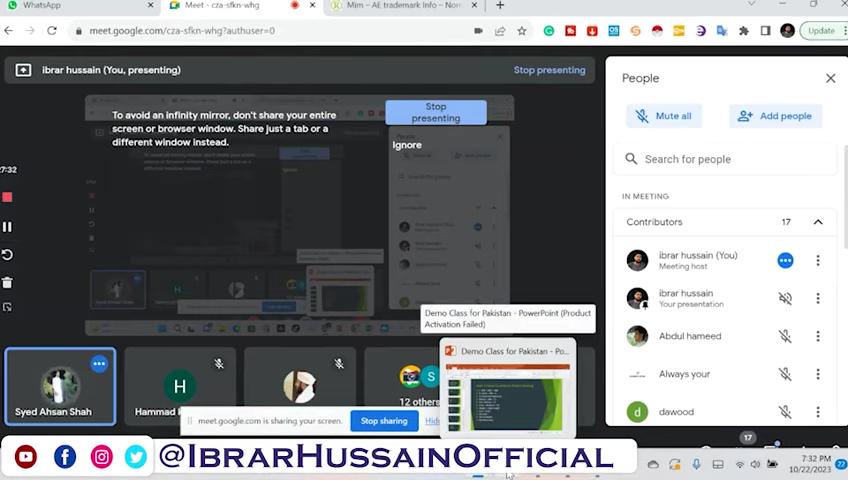 WhatsApp
Meet - cza-sfkn-whg
Mim – AE trademark Info – Nom
meet.google.com/cza-sfkn-whg?authuser=0
Update
ibrar hussain (You, presenting)
Stop presenting
People
To avoid an infinity mirror, don't share your entire
screen or browser window. Share just a tab or a
different window instead.
Stop
presenting
Ignore
Mute all
Add people
Search for people
27:32
IN MEETING
Contributors
17
ibrar hussain (You)
Meeting host
ibrar hussain
Your presentation
Abdul hameed
Always your
d
dawood
Demo Class for Pakistan - PowerPoint (Product
Activation Failed)
Demo Class for Pakistan - Po...
Syed Ahsan Shah
H
Hammad
S
12 others
meet.google.com is sharing your screen.
Stop sharing
Hide
17
@IbrarHussainOfficial
7:32 PM
10/22/2023
22